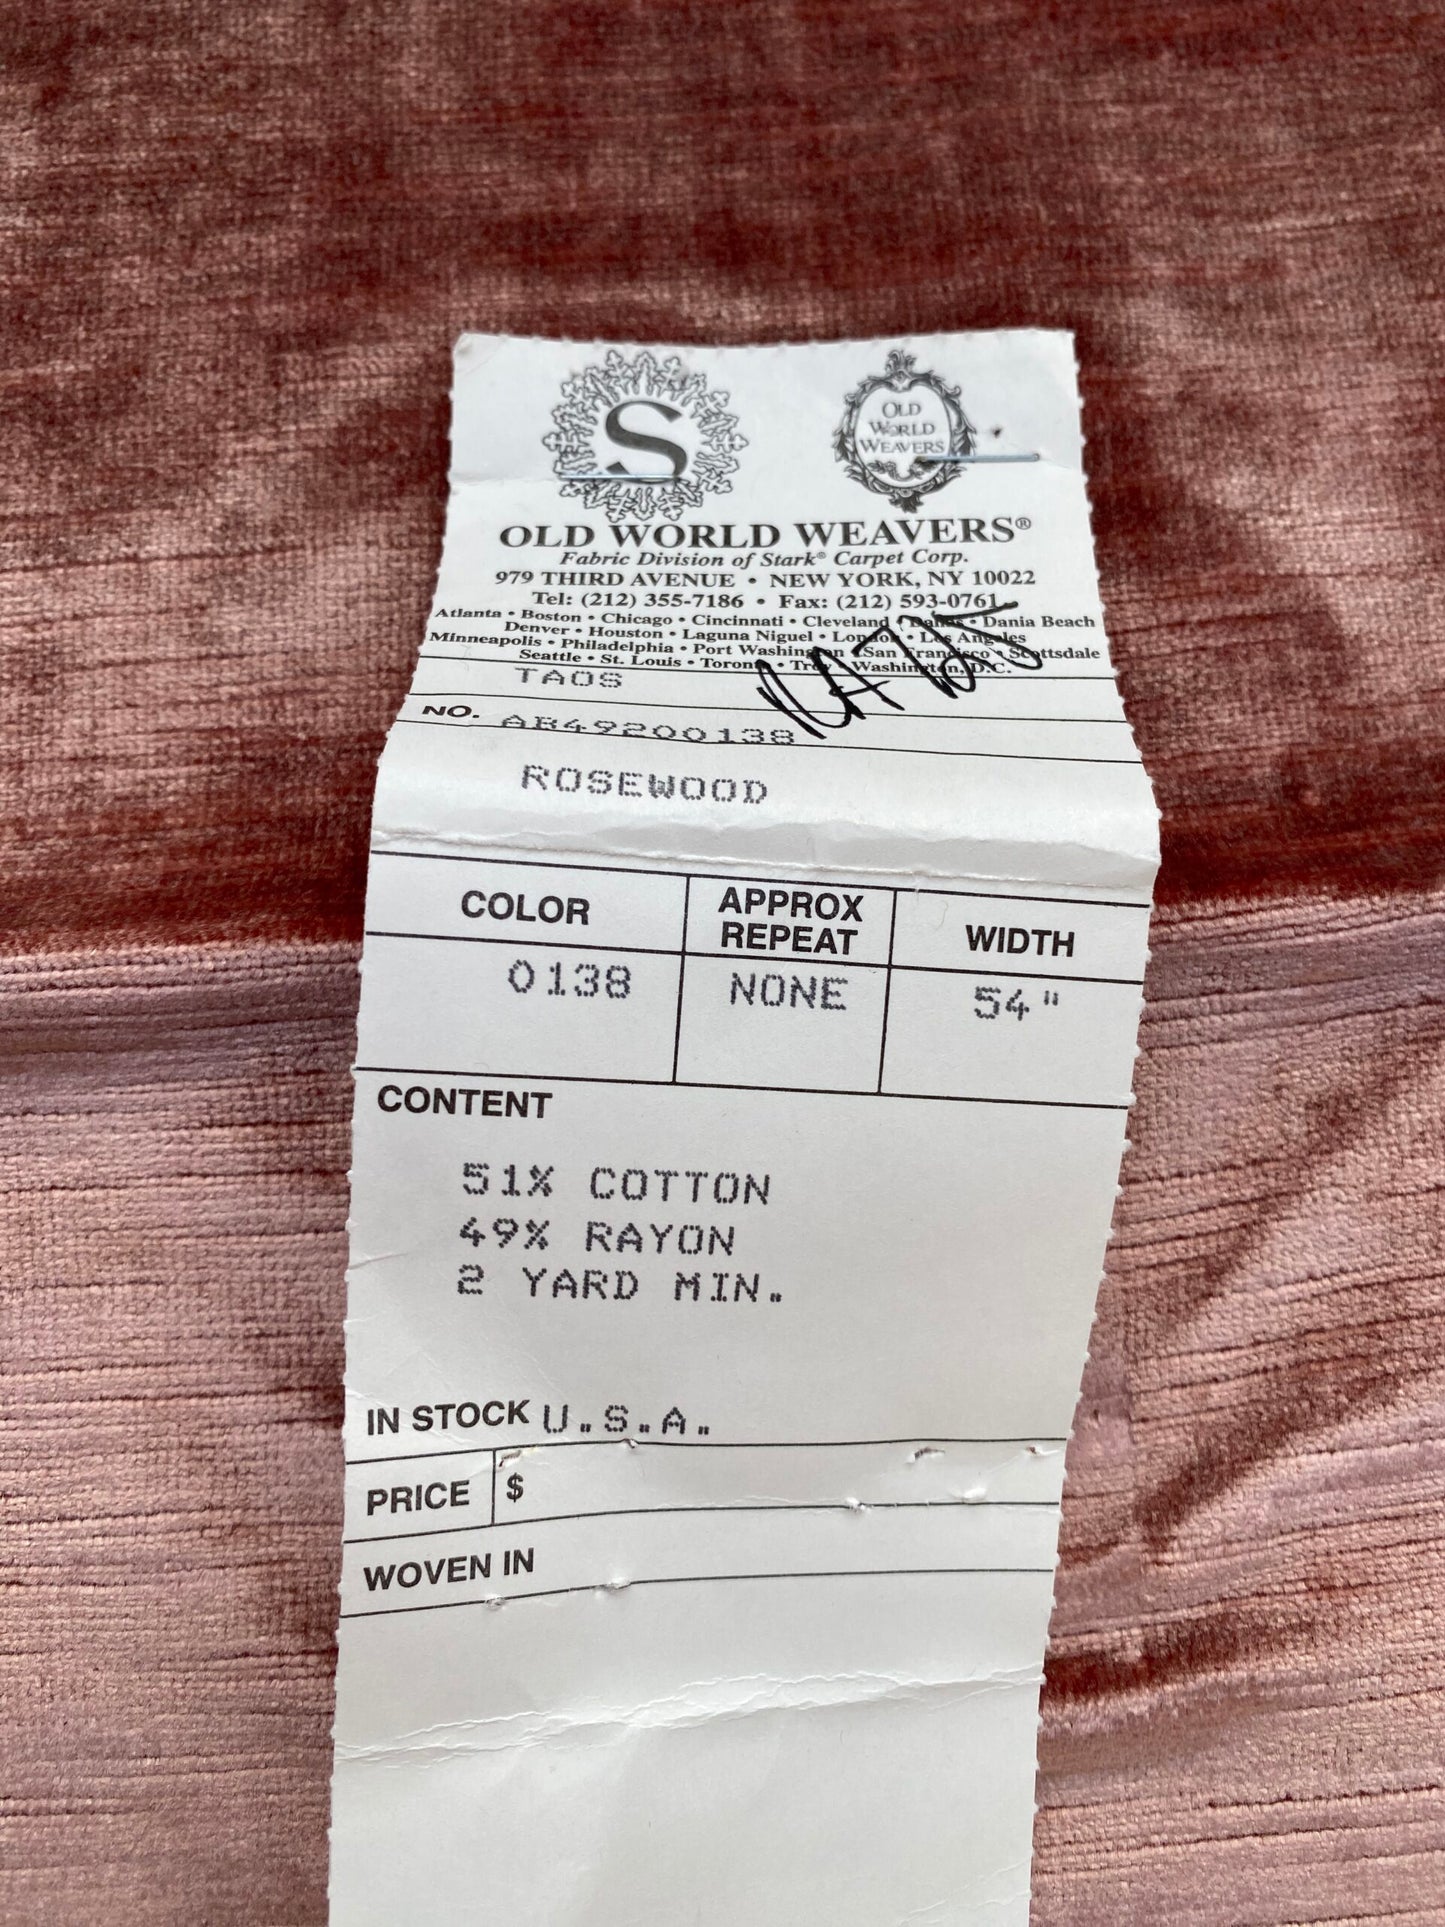 S
OLD
WORLD
WEAVERS
OLD WORLD WEAVERS®
Fabric Division of Stark® Carpet Corp.
979 THIRD AVENUE • NEW YORK, NY 10022
Tel: (212) 355-7186 • Fax: (212) 593-0761
Atlanta • Boston • Chicago • Cincinnati • Cleveland • Dallas • Dania Beach
Denver • Houston • Laguna Niguel • London • Los Angeles
Minneapolis • Philadelphia • Port Washington • San Francisco • Scottsdale
Seattle • St. Louis • Toronto • Troy • Washington, D.C.
TAOS
NO. AB49200138
ROSEWOOD
COLOR APPROX REPEAT WIDTH
0138 NONE 54"
CONTENT
51% COTTON
49% RAYON
2 YARD MIN.
IN STOCK U.S.A.
PRICE $
WOVEN IN